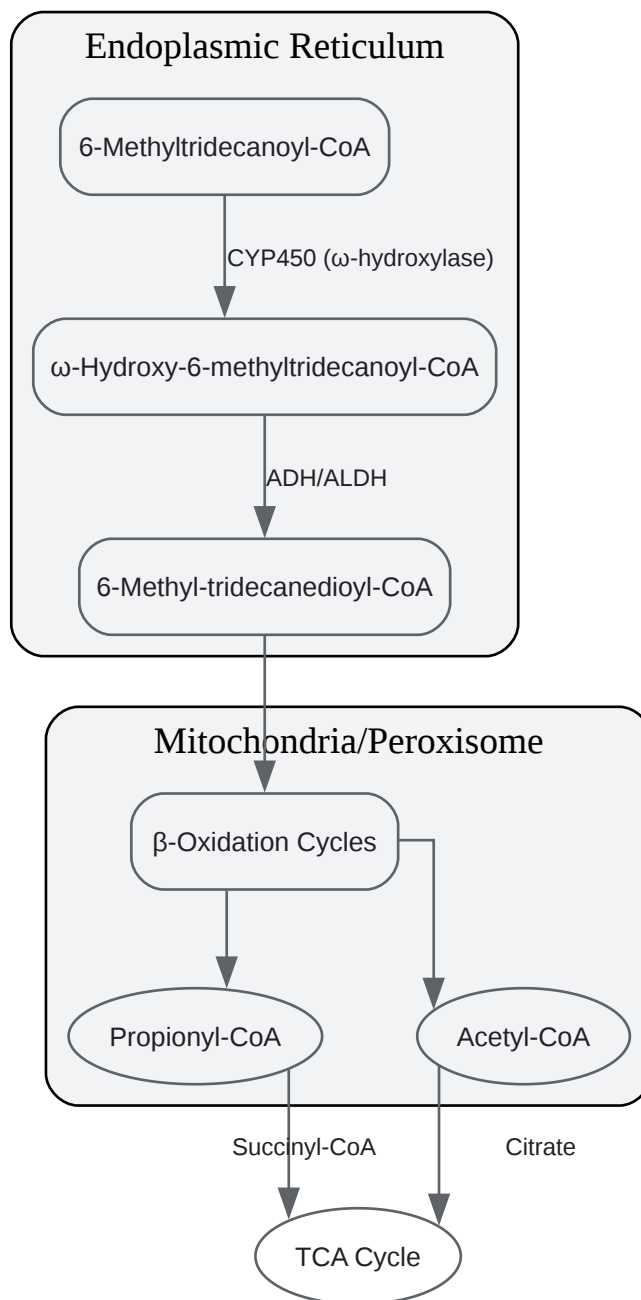 Endoplasmic Reticulum
6-Methyltridecanoyl-CoA
CYP450 (ω-hydroxylase)
ω-Hydroxy-6-methyltridecanoyl-CoA
ADH/ALDH
6-Methyl-tridecanedioyl-CoA
Mitochondria/Peroxisome
β-Oxidation Cycles
Propionyl-CoA
Acetyl-CoA
Succinyl-CoA
Citrate
TCA Cycle